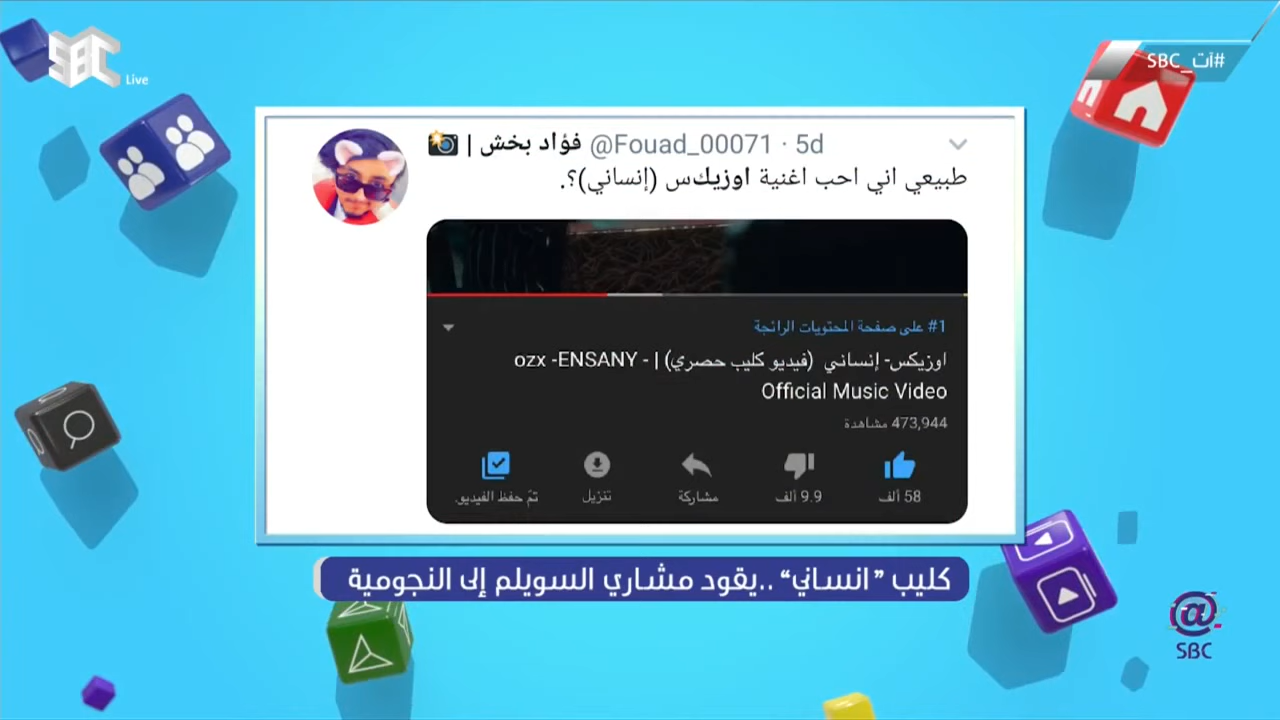 SBC
Live
#آت_SBC
فؤاد بخش | @Fouad_00071 · 5d
طبيعي اني احب اغنية اوزيكس (إنساني)؟.
#1 على صفحة المحتويات الرائجة
اوزيكس- إنساني (فيديو كليب حصري) | - ozx -ENSANY
Official Music Video
473,944 مشاهدة
58 ألف
9.9 ألف
مشاركة
تنزيل
تمّ حفظ الفيديو.
كليب ”انساني“ ..يقود مشاري السويلم إلى النجومية
@
SBC